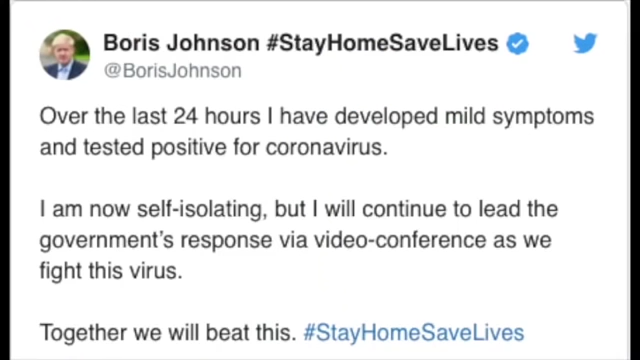 Boris Johnson #StayHomeSaveLives
@BorisJohnson
Over the last 24 hours I have developed mild symptoms
and tested positive for coronavirus.
I am now self-isolating, but I will continue to lead the
government’s response via video-conference as we
fight this virus.
Together we will beat this. #StayHomeSaveLives